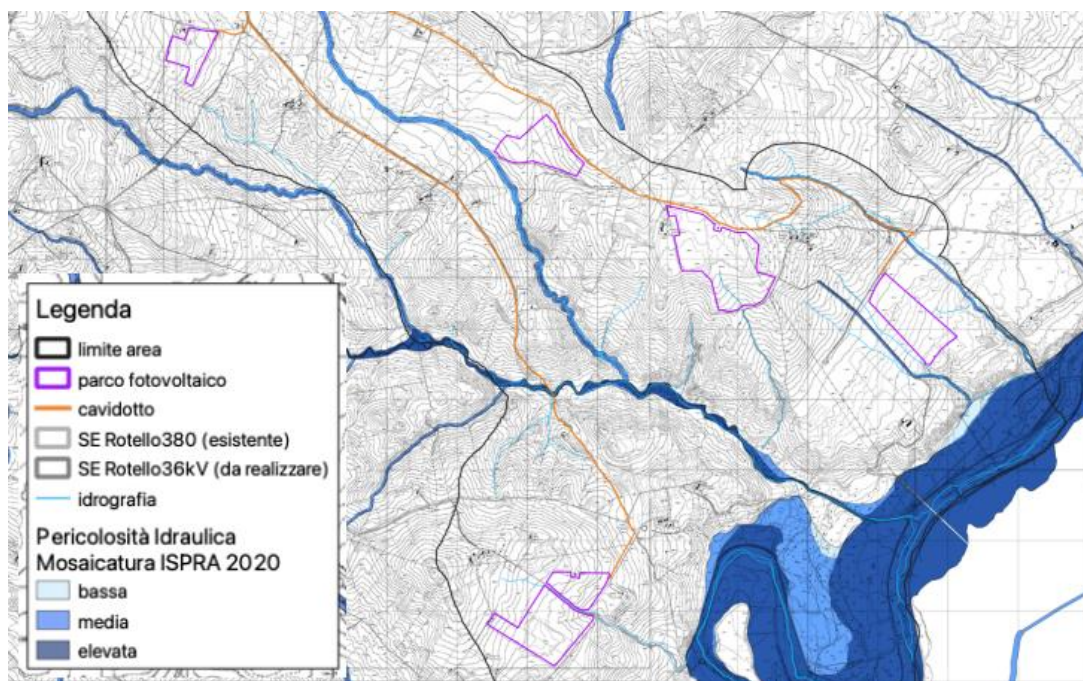 Legenda
limite area
parco fotovoltaico
cavidotto
SE Rotello380 (esistente)
SE Rotello36kV (da realizzare)
idrografia
Pericolosità Idraulica
Mosaicatura ISPRA 2020
bassa
media
elevata